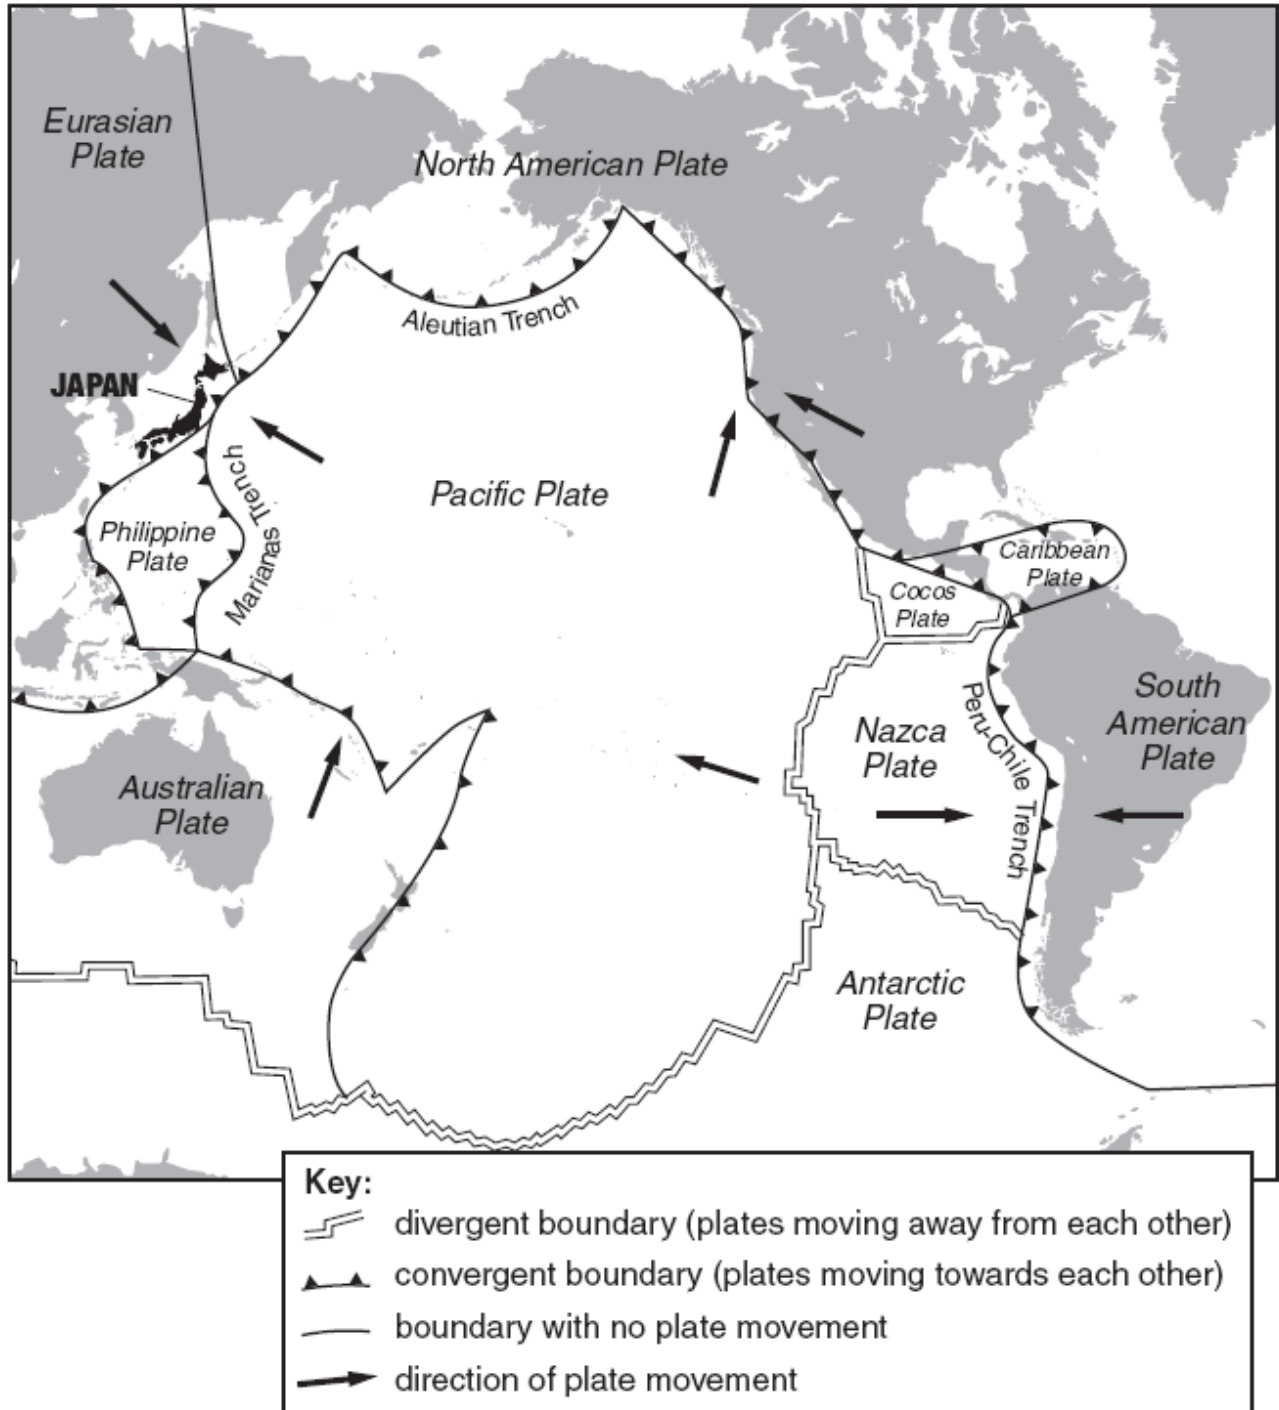 Eurasian
Plate
North American Plate
Aleutian Trench
JAPAN
Pacific Plate
Marianas Trench
Philippine
Plate
Caribbean
Plate
Cocos
Plate
South
American
Plate
Peru-Chile Trench
Nazca
Plate
Australian
Plate
Antarctic
Plate
Key:
divergent boundary (plates moving away from each other)
convergent boundary (plates moving towards each other)
boundary with no plate movement
direction of plate movement